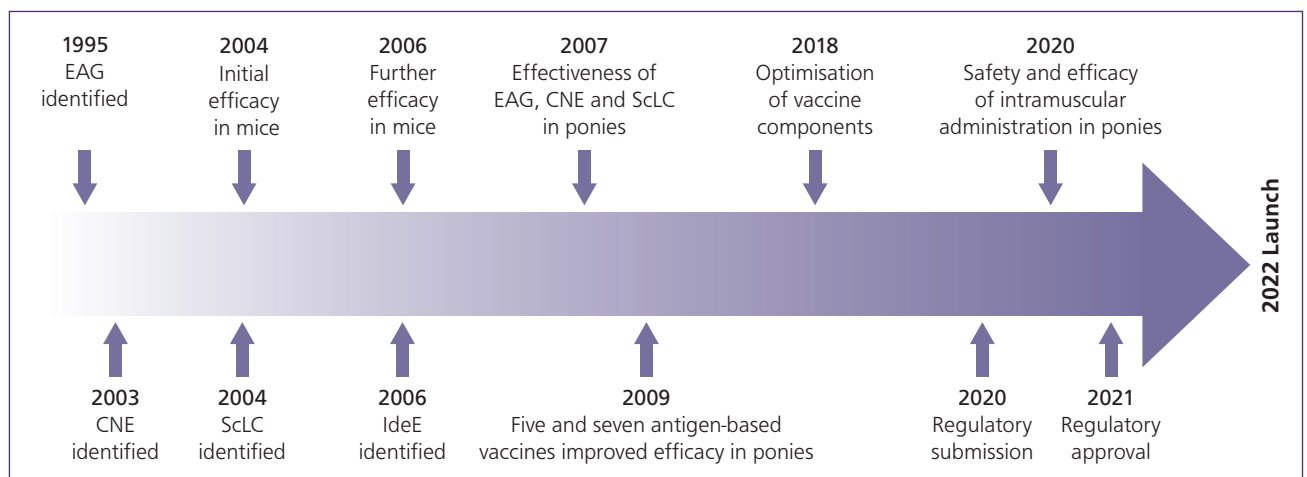 1995
EAG
identified
2004
Initial
efficacy
in mice
2006
Further
efficacy
in mice
2007
Effectiveness of
EAG, CNE and ScLC
in ponies
2018
Optimisation
of vaccine
components
2020
Safety and efficacy
of intramuscular
administration in ponies
2022 Launch
2003
CNE
identified
2004
ScLC
identified
2006
IdeE
identified
2009
Five and seven antigen-based
vaccines improved efficacy in ponies
2020
Regulatory
submission
2021
Regulatory
approval